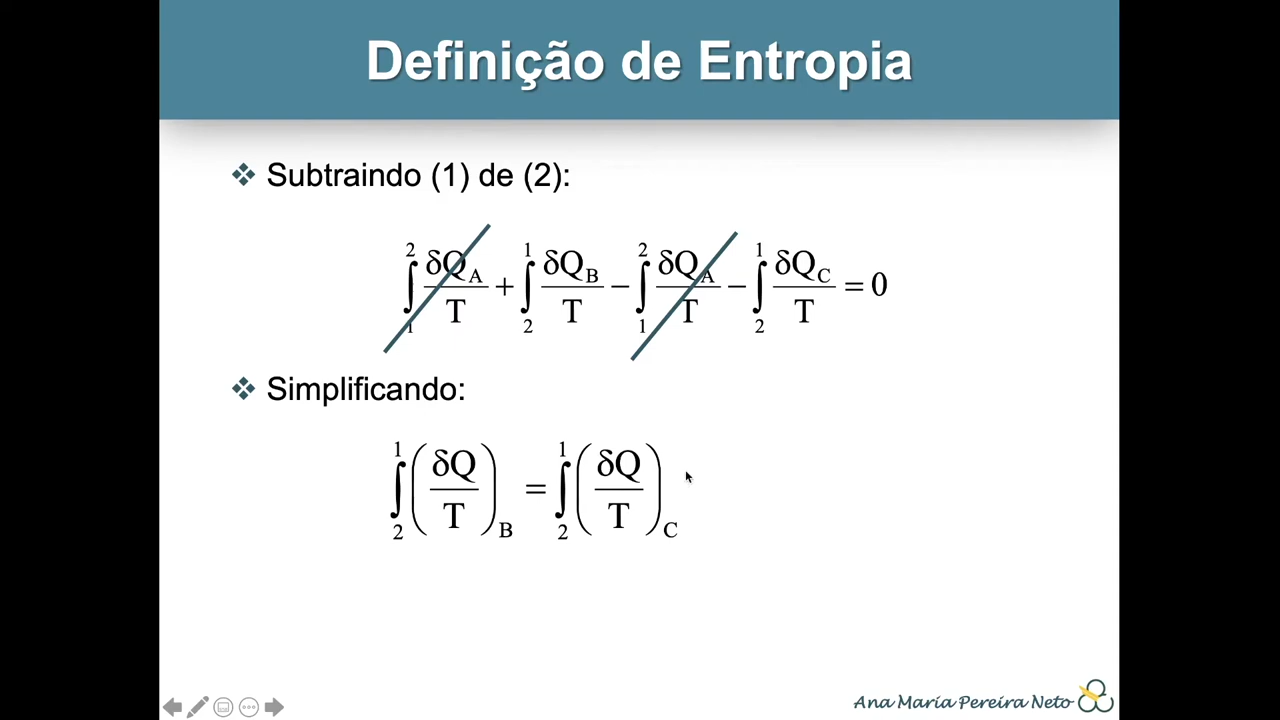 Definição de Entropia
❖ Subtraindo (1) de (2):
∫₁² δQ_A/T + ∫₂¹ δQ_B/T − ∫₁² δQ_A/T − ∫₂¹ δQ_C/T = 0
❖ Simplificando:
∫₂¹ (δQ/T)_B = ∫₂¹ (δQ/T)_C
Ana Maria Pereira Neto